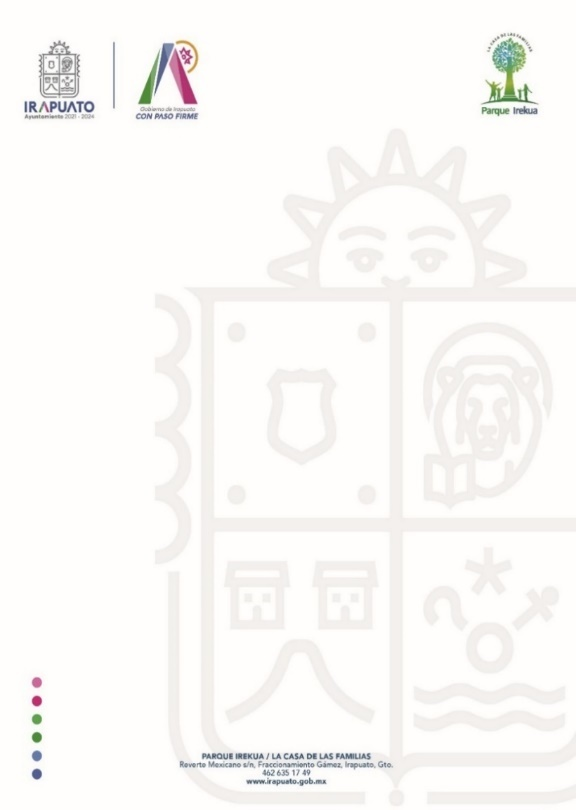 IRAPUATO
Ayuntamiento 2021 - 2024
Gobierno de Irapuato
CON PASO FIRME
LA CASA DE LAS FAMILIAS
Parque Irekua
PARQUE IREKUA / LA CASA DE LAS FAMILIAS
Reverte Mexicano s/n, Fraccionamiento Gámez, Irapuato, Gto.
462 635 17 49
www.irapuato.gob.mx